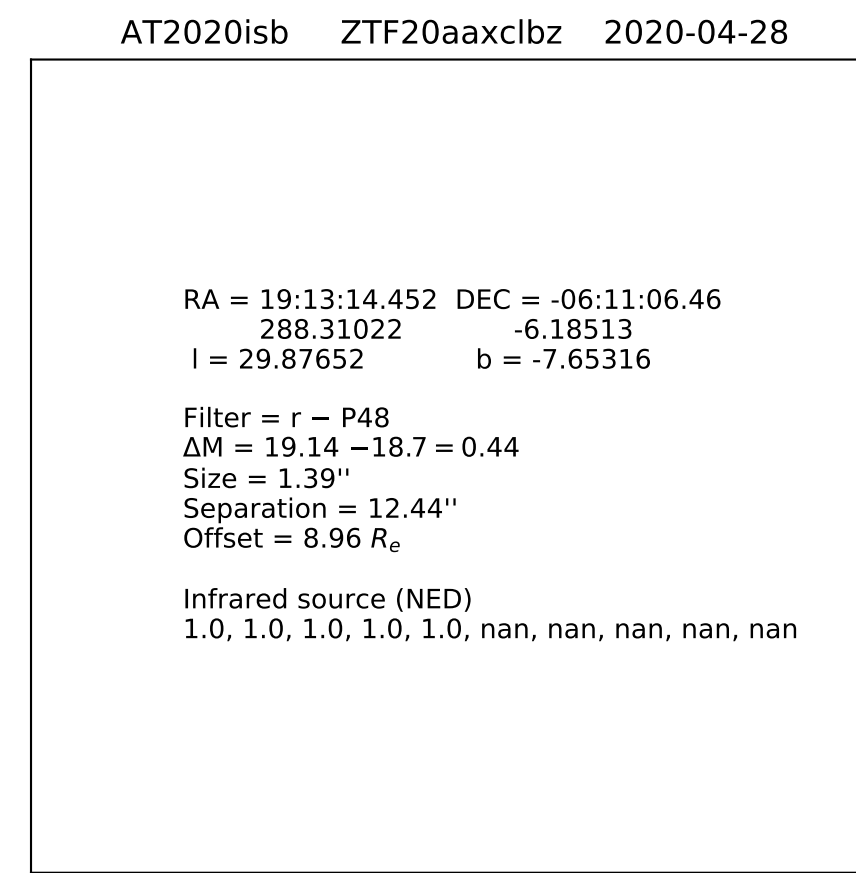 AT2020isb ZTF20aaxclbz 2020-04-28
RA = 19:13:14.452 DEC = -06:11:06.46
288.31022 -6.18513
l = 29.87652 b = -7.65316
Filter = r − P48
ΔM = 19.14 −18.7 = 0.44
Size = 1.39''
Separation = 12.44''
Offset = 8.96 Re
Infrared source (NED)
1.0, 1.0, 1.0, 1.0, 1.0, nan, nan, nan, nan, nan